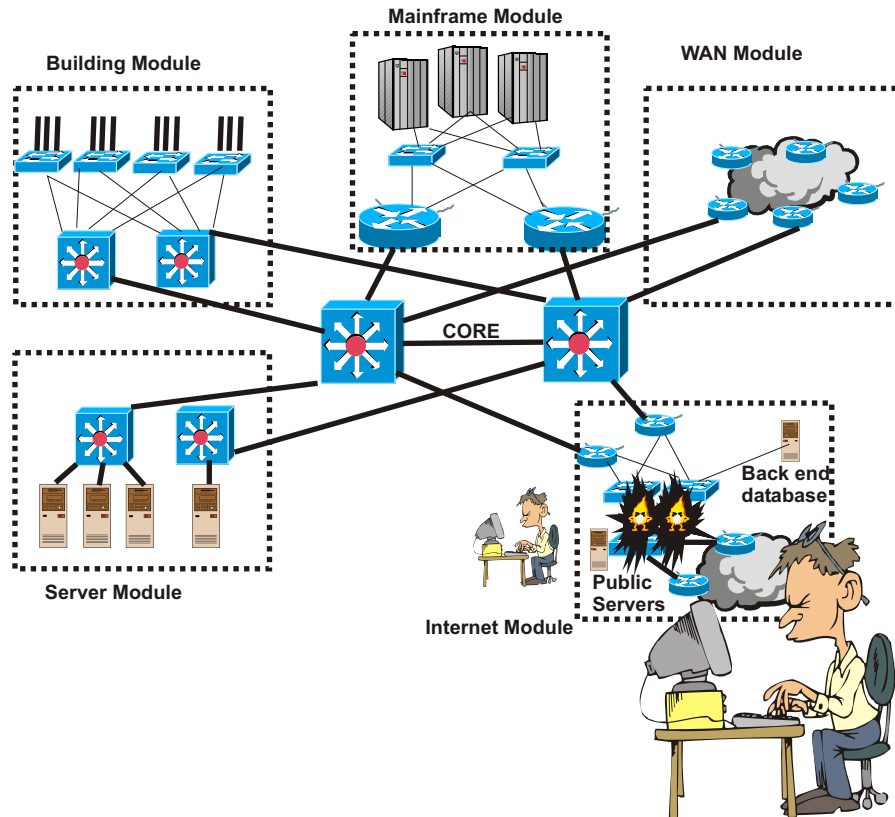 Mainframe Module
Building Module
WAN Module
CORE
Back end
database
Public
Servers
Server Module
Internet Module